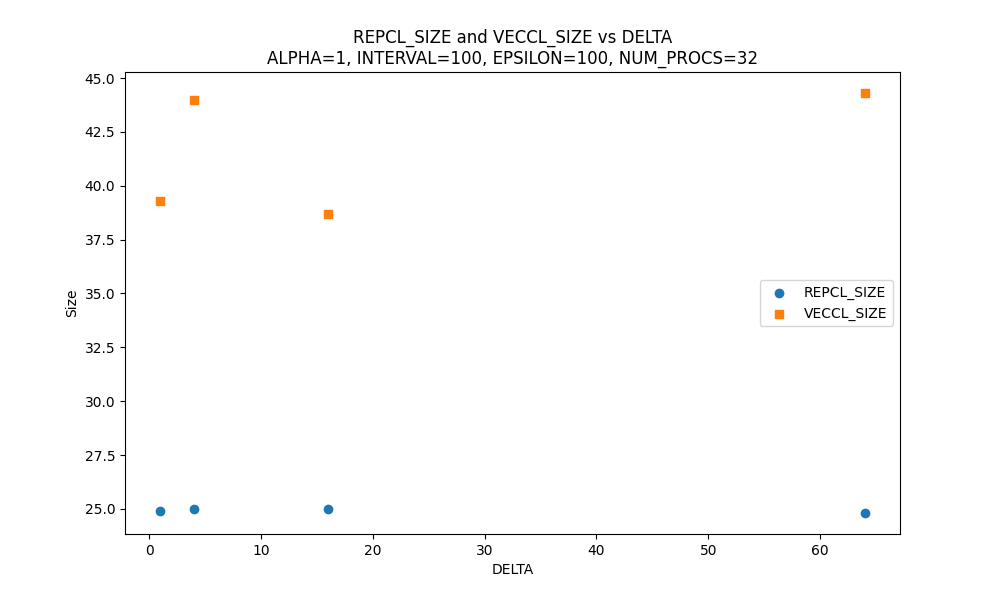 REPCL_SIZE and VECCL_SIZE vs DELTA
ALPHA=1, INTERVAL=100, EPSILON=100, NUM_PROCS=32
45.0
42.5
40.0
37.5
35.0
32.5
30.0
27.5
25.0
Size
REPCL_SIZE
VECCL_SIZE
0 10 20 30 40 50 60
DELTA